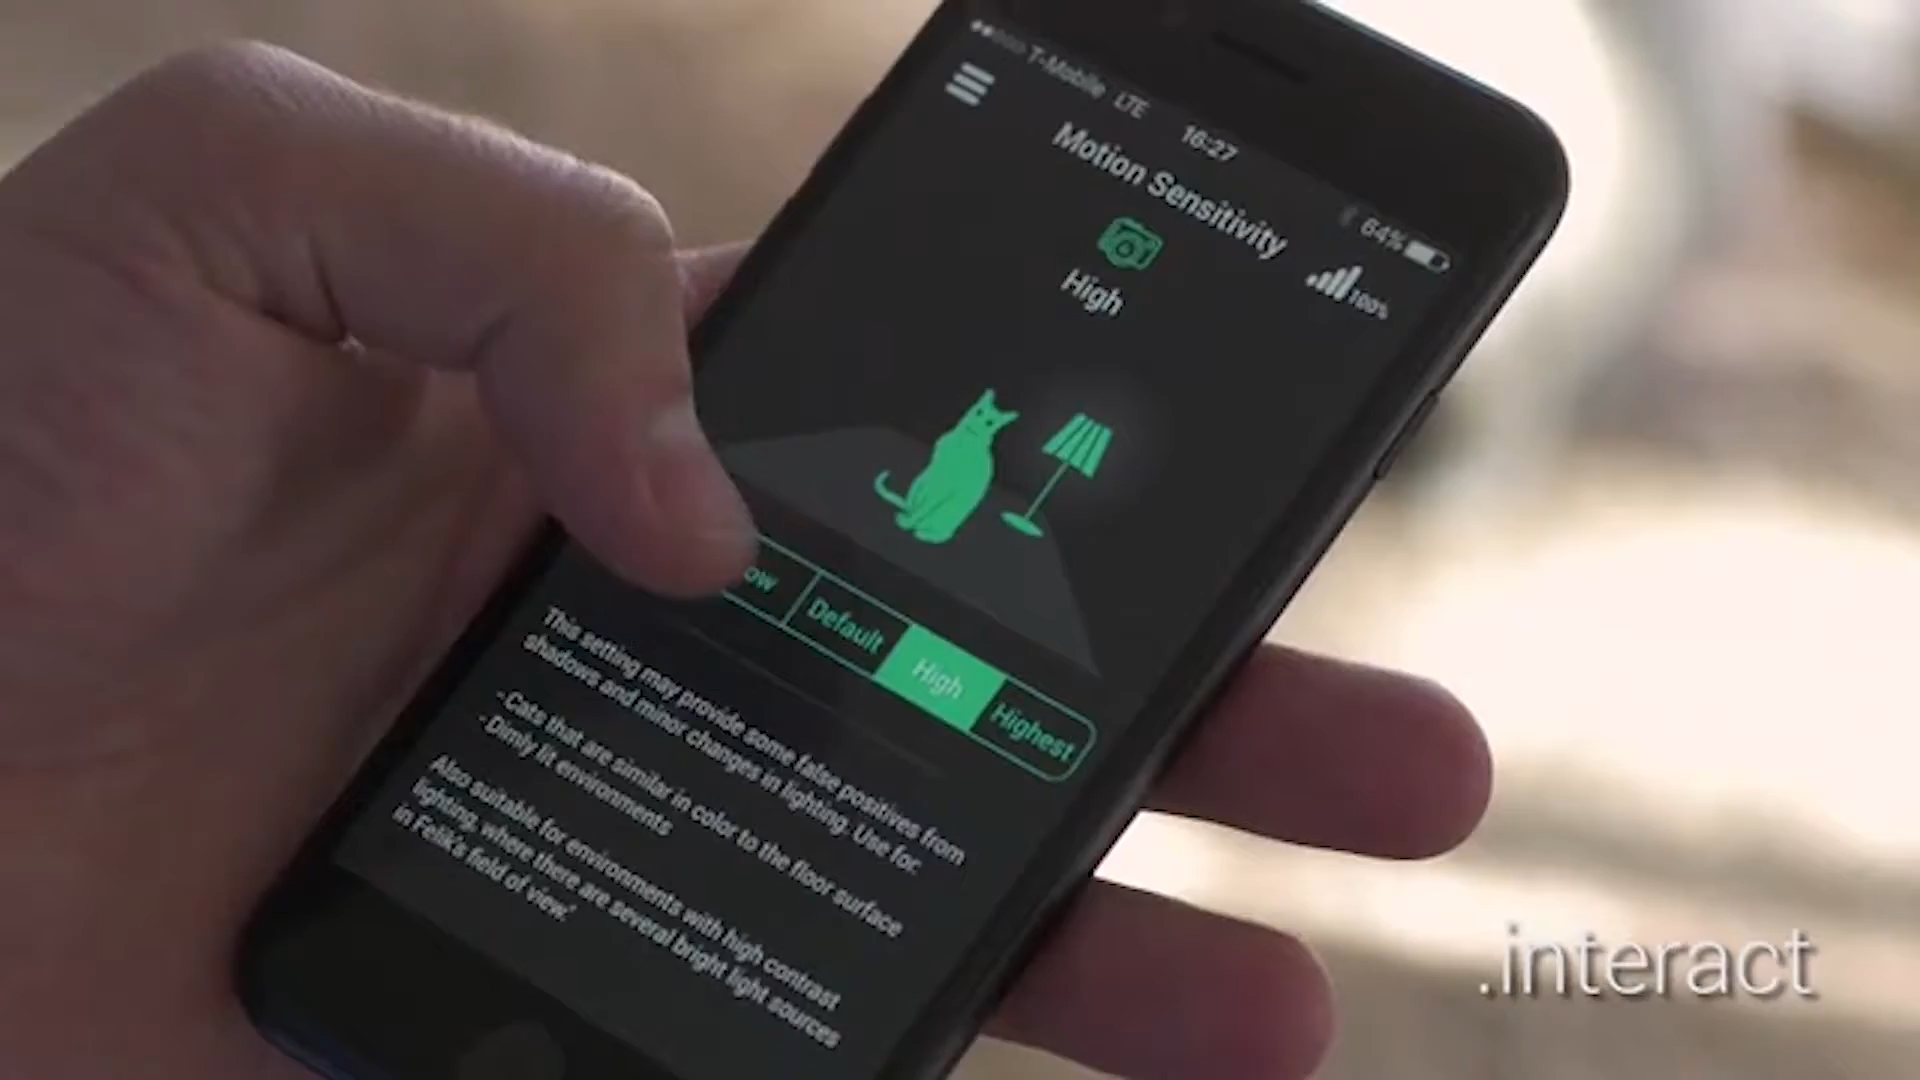 T-Mobile LTE 16:27 64%
Motion Sensitivity
100%
High
Default High Highest
This setting may provide some false positives from
shadows and minor changes in lighting. Use for:
-Cats that are similar in color to the floor surface
-Dimly lit environments
Also suitable for environments with high contrast
lighting, where there are several bright light sources
in Felik's field of view.
.interact